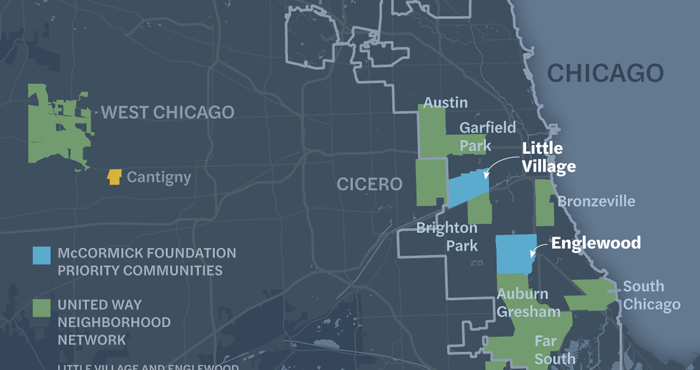 CHICAGO
Austin
WEST CHICAGO
Garfield
Park
Little
Village
Cantigny
CICERO
Bronzeville
Brighton
Park
Englewood
McCORMICK FOUNDATION
PRIORITY COMMUNITIES
South
Chicago
Auburn
Gresham
UNITED WAY
NEIGHBORHOOD
NETWORK
Far
South
LITTLE VILLAGE AND ENGLEWOOD